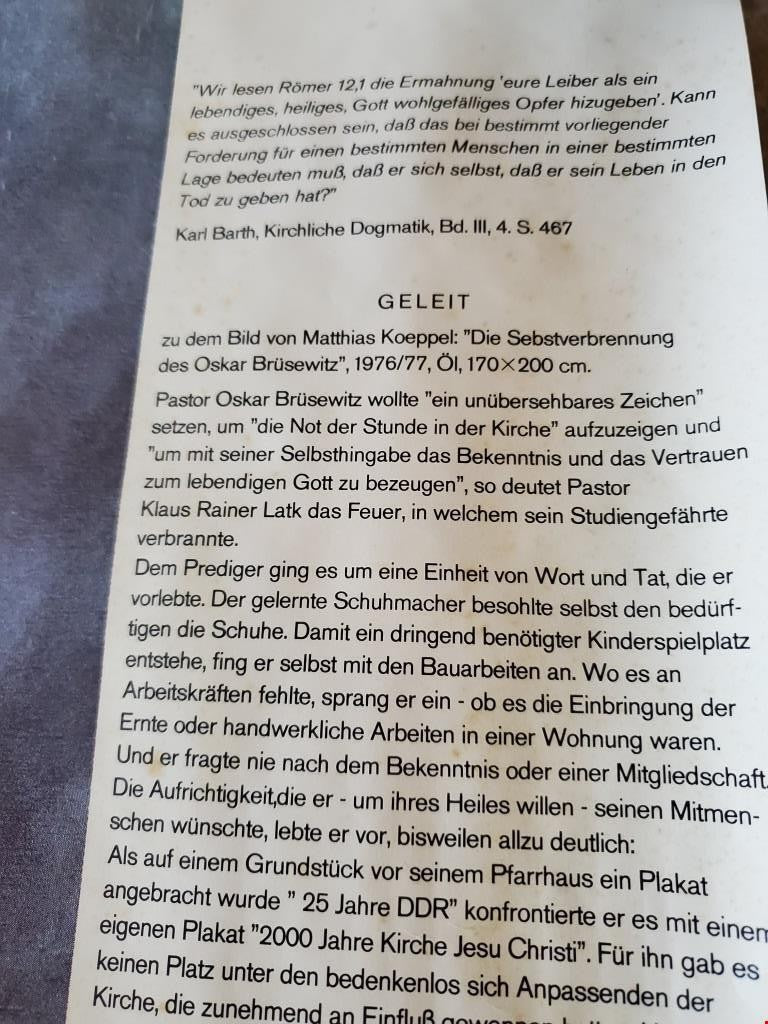 "Wir lesen Römer 12,1 die Ermahnung 'eure Leiber als ein
lebendiges, heiliges, Gott wohlgefälliges Opfer hizugeben'. Kann
es ausgeschlossen sein, daß das bei bestimmt vorliegender
Forderung für einen bestimmten Menschen in einer bestimmten
Lage bedeuten muß, daß er sich selbst, daß er sein Leben in den
Tod zu geben hat?"
Karl Barth, Kirchliche Dogmatik, Bd. III, 4. S. 467
GELEIT
zu dem Bild von Matthias Koeppel: "Die Sebstverbrennung
des Oskar Brüsewitz", 1976/77, Öl, 170×200 cm.
Pastor Oskar Brüsewitz wollte "ein unübersehbares Zeichen"
setzen, um "die Not der Stunde in der Kirche" aufzuzeigen und
"um mit seiner Selbsthingabe das Bekenntnis und das Vertrauen
zum lebendigen Gott zu bezeugen", so deutet Pastor
Klaus Rainer Latk das Feuer, in welchem sein Studiengefährte
verbrannte.
Dem Prediger ging es um eine Einheit von Wort und Tat, die er
vorlebte. Der gelernte Schuhmacher besohlte selbst den bedürf-
tigen die Schuhe. Damit ein dringend benötigter Kinderspielplatz
entstehe, fing er selbst mit den Bauarbeiten an. Wo es an
Arbeitskräften fehlte, sprang er ein - ob es die Einbringung der
Ernte oder handwerkliche Arbeiten in einer Wohnung waren.
Und er fragte nie nach dem Bekenntnis oder einer Mitgliedschaft.
Die Aufrichtigkeit,die er - um ihres Heiles willen - seinen Mitmen-
schen wünschte, lebte er vor, bisweilen allzu deutlich:
Als auf einem Grundstück vor seinem Pfarrhaus ein Plakat
angebracht wurde " 25 Jahre DDR" konfrontierte er es mit einem
eigenen Plakat "2000 Jahre Kirche Jesu Christi". Für ihn gab es
keinen Platz unter den bedenkenlos sich Anpassenden der
Kirche, die zunehmend an Einfluß